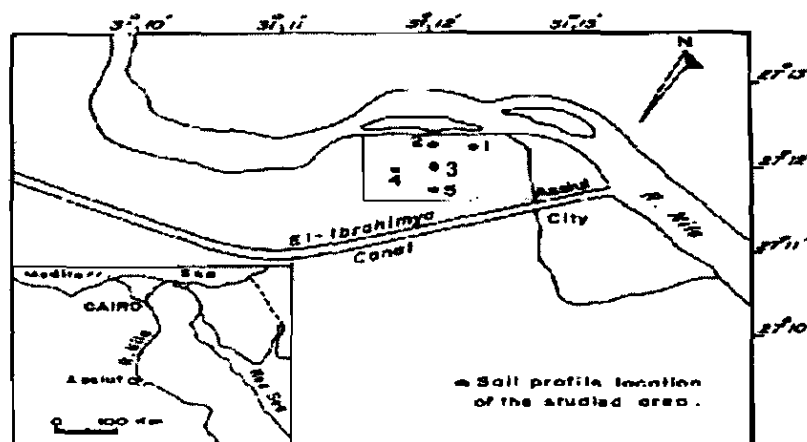 31° 10' 31° 11' 31° 12' 31° 13'
N
27° 13'
27° 12'
27° 11'
27° 10'
2 1
3
4
5
Assiut
City
R. Nile
El-Ibrahimya
Canal
Sea
CAIRO
R. Nile
Assiut
Red Sea
0 100 Km
Soil profile location
of the studied area.